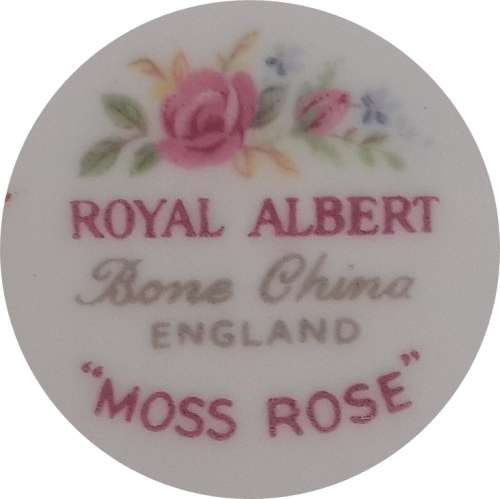 ROYAL ALBERT
Bone China
ENGLAND
"MOSS ROSE"